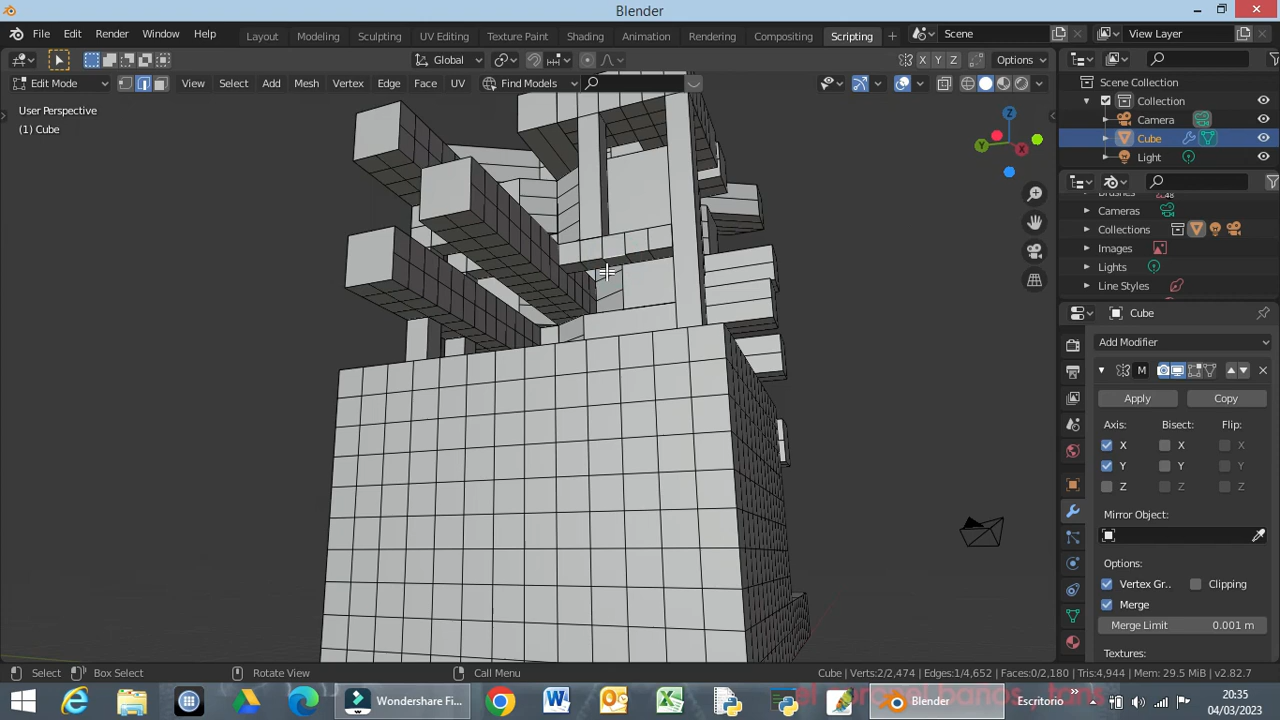 Blender
File Edit Render Window Help Layout Modeling Sculpting UV Editing Texture Paint Shading Animation Rendering Compositing Scripting + Scene View Layer
Global X Y Z Options
Edit Mode View Select Add Mesh Vertex Edge Face UV Find Models
User Perspective
(1) Cube
Z
Y
X
Scene Collection
Collection
Camera
Cube
Light
Cameras
Collections
Images
Lights
Line Styles
Cube
Add Modifier
M
Apply Copy
Axis: Bisect: Flip:
X X X
Y Y Y
Z Z Z
Mirror Object:
Options:
Vertex Gr.. Clipping
Merge
Merge Limit 0.001 m
Textures:
Select Box Select Rotate View Call Menu Cube | Verts:2/2,474 | Edges:1/4,652 | Faces:0/2,180 | Tris:4,944 | Mem: 29.5 MiB | v2.82.7
Wondershare Fi... Blender Escritorio 20:35
04/03/2023